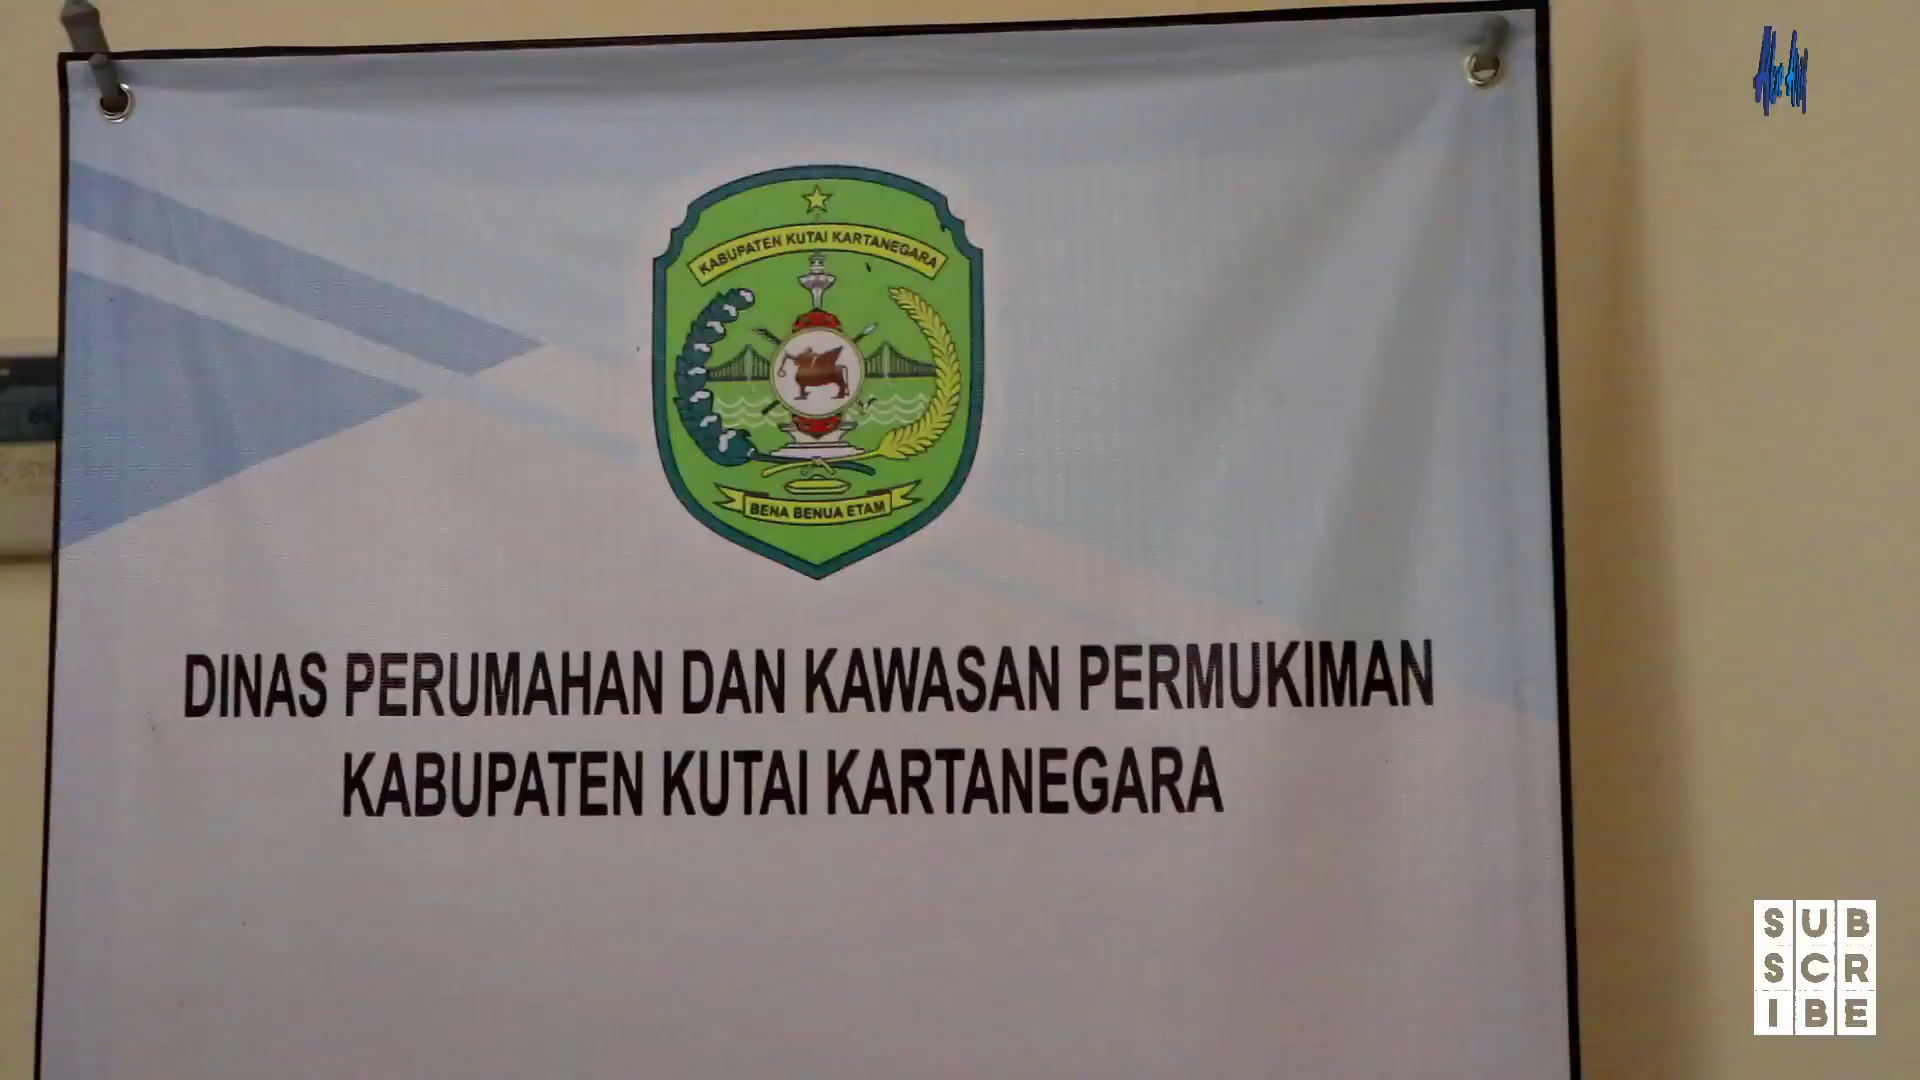 KABUPATEN KUTAI KARTANEGARA
BENA BENUA ETAM
DINAS PERUMAHAN DAN KAWASAN PERMUKIMAN
KABUPATEN KUTAI KARTANEGARA
SUB
SCR
IBE